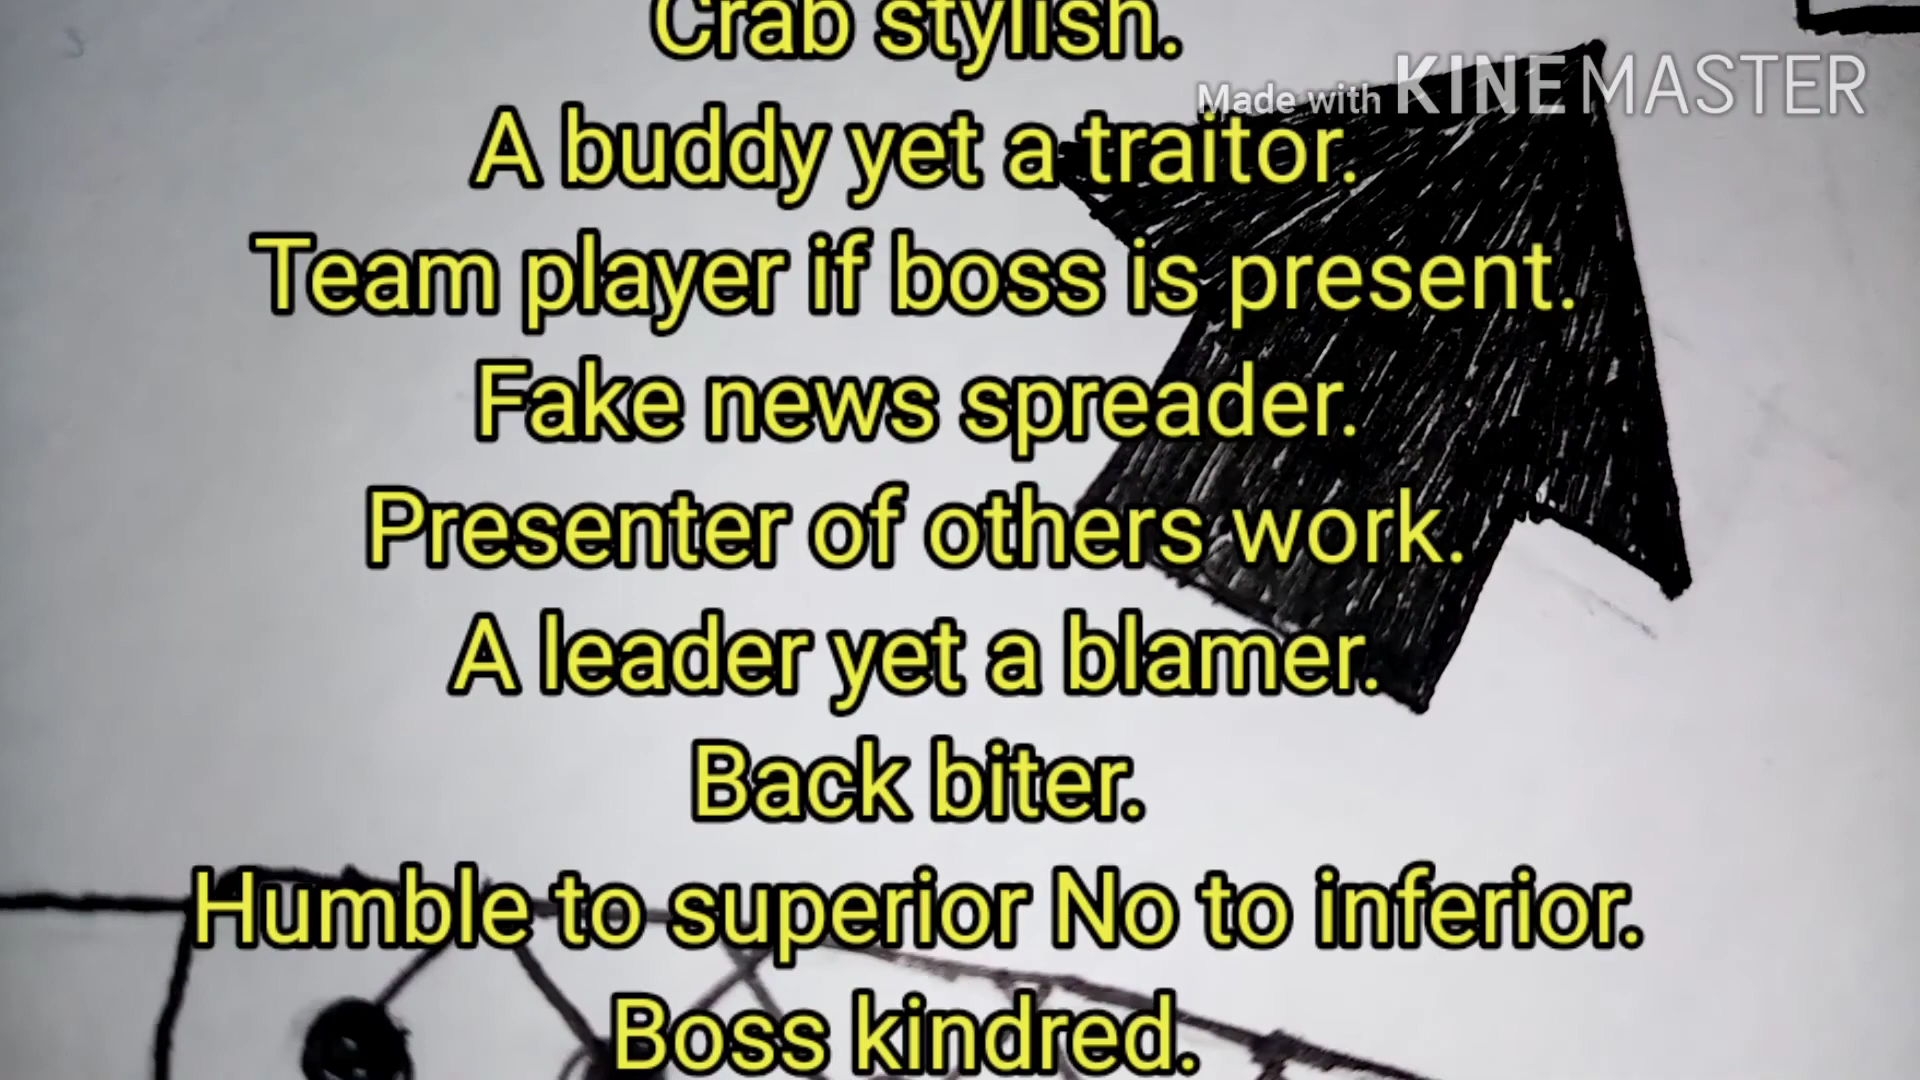 Crab stylish.
Made with KINEMASTER
A buddy yet a traitor.
Team player if boss is present.
Fake news spreader.
Presenter of others work.
A leader yet a blamer.
Back biter.
Humble to superior No to inferior.
Boss kindred.